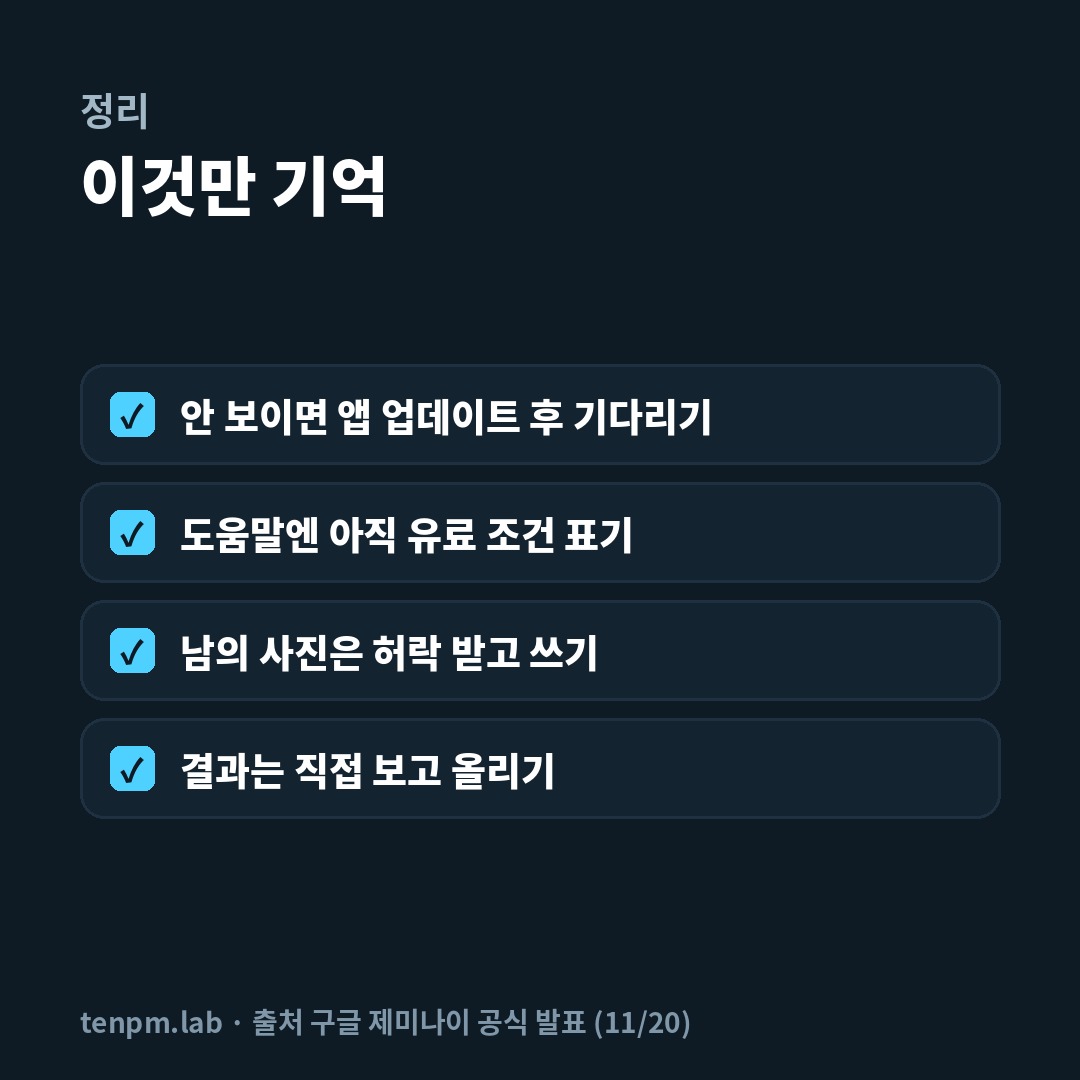 정리
이것만 기억
✓ 안 보이면 앱 업데이트 후 기다리기
✓ 도움말엔 아직 유료 조건 표기
✓ 남의 사진은 허락 받고 쓰기
✓ 결과는 직접 보고 올리기
tenpm.lab · 출처 구글 제미나이 공식 발표 (11/20)